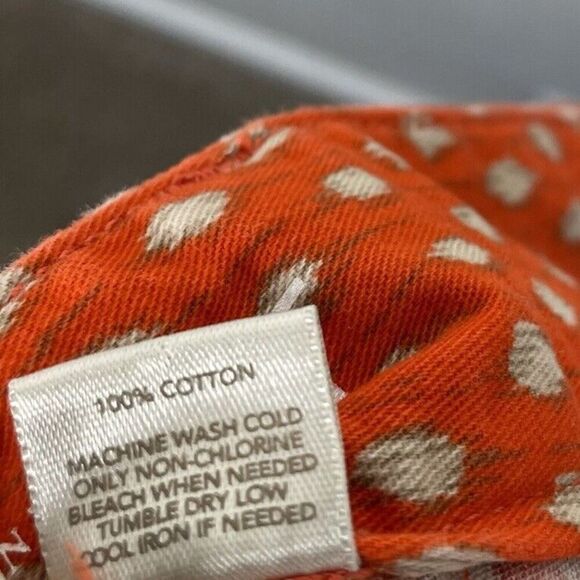 100% COTTON
MACHINE WASH COLD
ONLY NON-CHLORINE
BLEACH WHEN NEEDED
TUMBLE DRY LOW
COOL IRON IF NEEDED
N